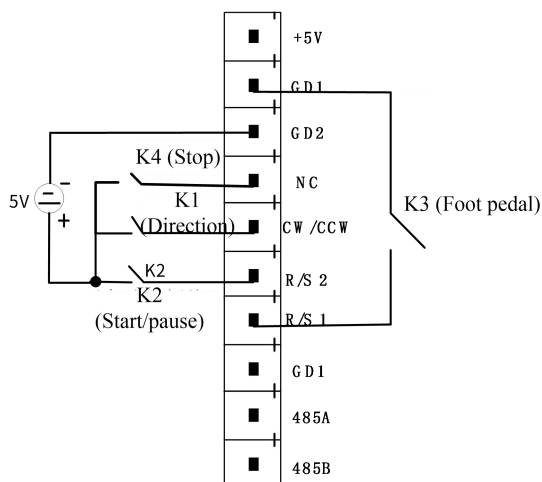 +5V
GD1
GD2
K4 (Stop)
NC
K1
5V
−
+
K3 (Foot pedal)
(Direction)
CW/CCW
K2
R/S 2
K2
(Start/pause)
R/S 1
GD1
485A
485B